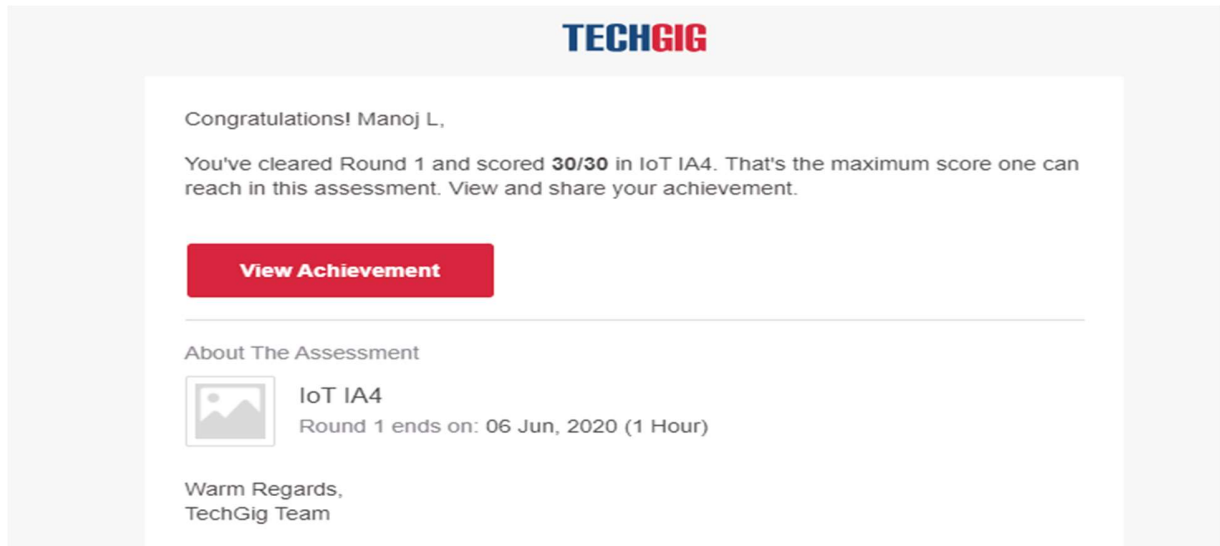 TECHGIG
Congratulations! Manoj L,
You've cleared Round 1 and scored 30/30 in IoT IA4. That's the maximum score one can
reach in this assessment. View and share your achievement.
View Achievement
About The Assessment
IoT IA4
Round 1 ends on: 06 Jun, 2020 (1 Hour)
Warm Regards,
TechGig Team